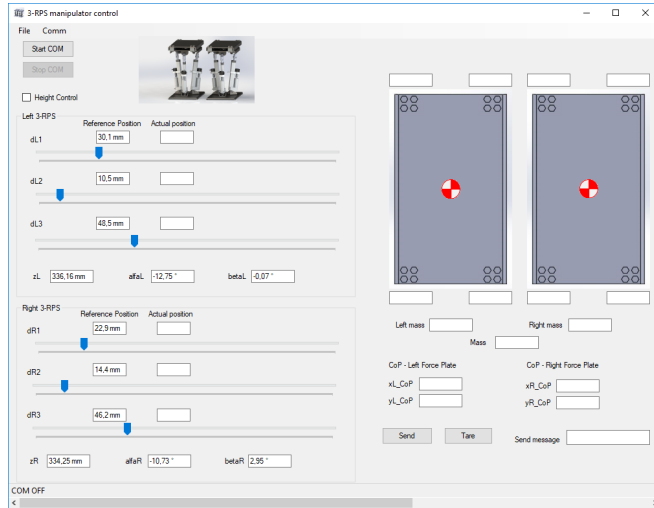 3-RPS manipulator control
File Comm
Start COM
Stop COM
Height Control
Left 3-RPS
Reference Position Actual position
dL1 30,1 mm
dL2 10,5 mm
dL3 48,5 mm
zL 336,16 mm alfaL -12,75 ° betaL -0,07 °
Right 3-RPS
Reference Position Actual position
dR1 22,9 mm
dR2 14,4 mm
dR3 46,2 mm
zR 334,25 mm alfaR -10,73 ° betaR 2,95 °
Left mass Right mass
Mass
CoP - Left Force Plate CoP - Right Force Plate
xL_CoP xR_CoP
yL_CoP yR_CoP
Send Tare Send message
COM OFF